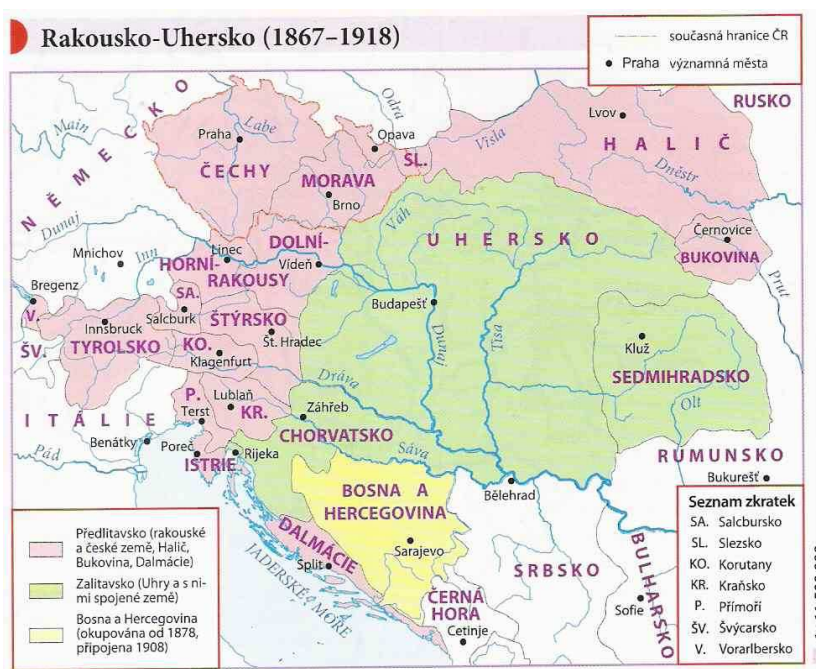 Rakousko-Uhersko (1867–1918)
současná hranice ČR
Praha významná města
RUSKO
NĚMECKO
Main
Labe
Odra
Visla
Lvov
HALIČ
Dněstr
Praha
Opava
SL.
ČECHY
MORAVA
Brno
Dunaj
Mnichov
Inn
Linec
DOLNÍ-
HORNÍ-
RAKOUSY
Vídeň
Váh
UHERSKO
Černovice
BUKOVINA
Prut
Bregenz
V.
SA.
Salcburk
Innsbruck
ŠTÝRSKO
Budapešť
Dunaj
Tisa
ŠV.
TYROLSKO
KO.
Št. Hradec
Klagenfurt
Kluž
SEDMIHRADSKO
Olt
Dráva
P.
Lublaň
KR.
Terst
Záhřeb
ITÁLIE
CHORVATSKO
Sáva
Benátky
Poreč
Rijeka
ISTRIE
Pád
RUMUNSKO
Bukurešť
BOSNA A
HERCEGOVINA
Bělehrad
Sarajevo
DALMÁCIE
Split
JADERSKÉ MOŘE
SRBSKO
BULHARSKO
Sofie
ČERNÁ
HORA
Cetinje
Předlitavsko (rakouské
a české země, Halič,
Bukovina, Dalmácie)
Zalitavsko (Uhry a s ni-
mi spojené země)
Bosna a Hercegovina
(okupována od 1878,
připojena 1908)
Seznam zkratek
SA. Salcbursko
SL. Slezsko
KO. Korutany
KR. Kraňsko
P. Přímoří
ŠV. Švýcarsko
V. Vorarlbersko